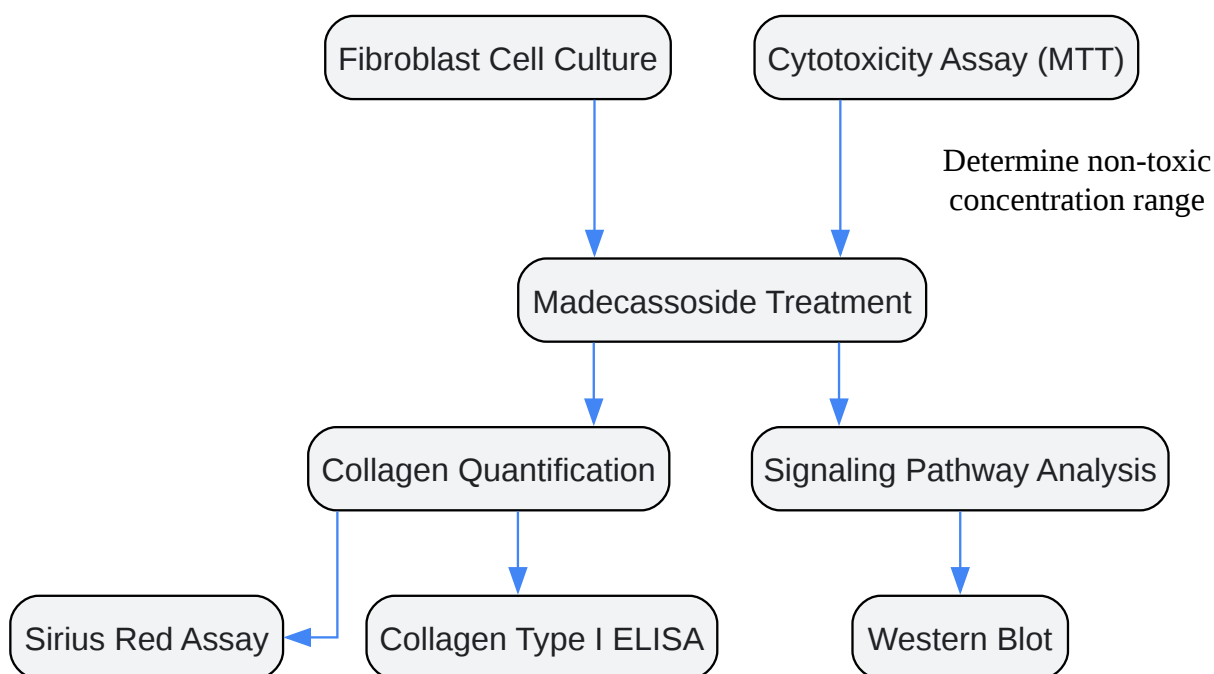 Fibroblast Cell Culture
Cytotoxicity Assay (MTT)
Determine non-toxic
concentration range
Madecassoside Treatment
Collagen Quantification
Signaling Pathway Analysis
Sirius Red Assay
Collagen Type I ELISA
Western Blot